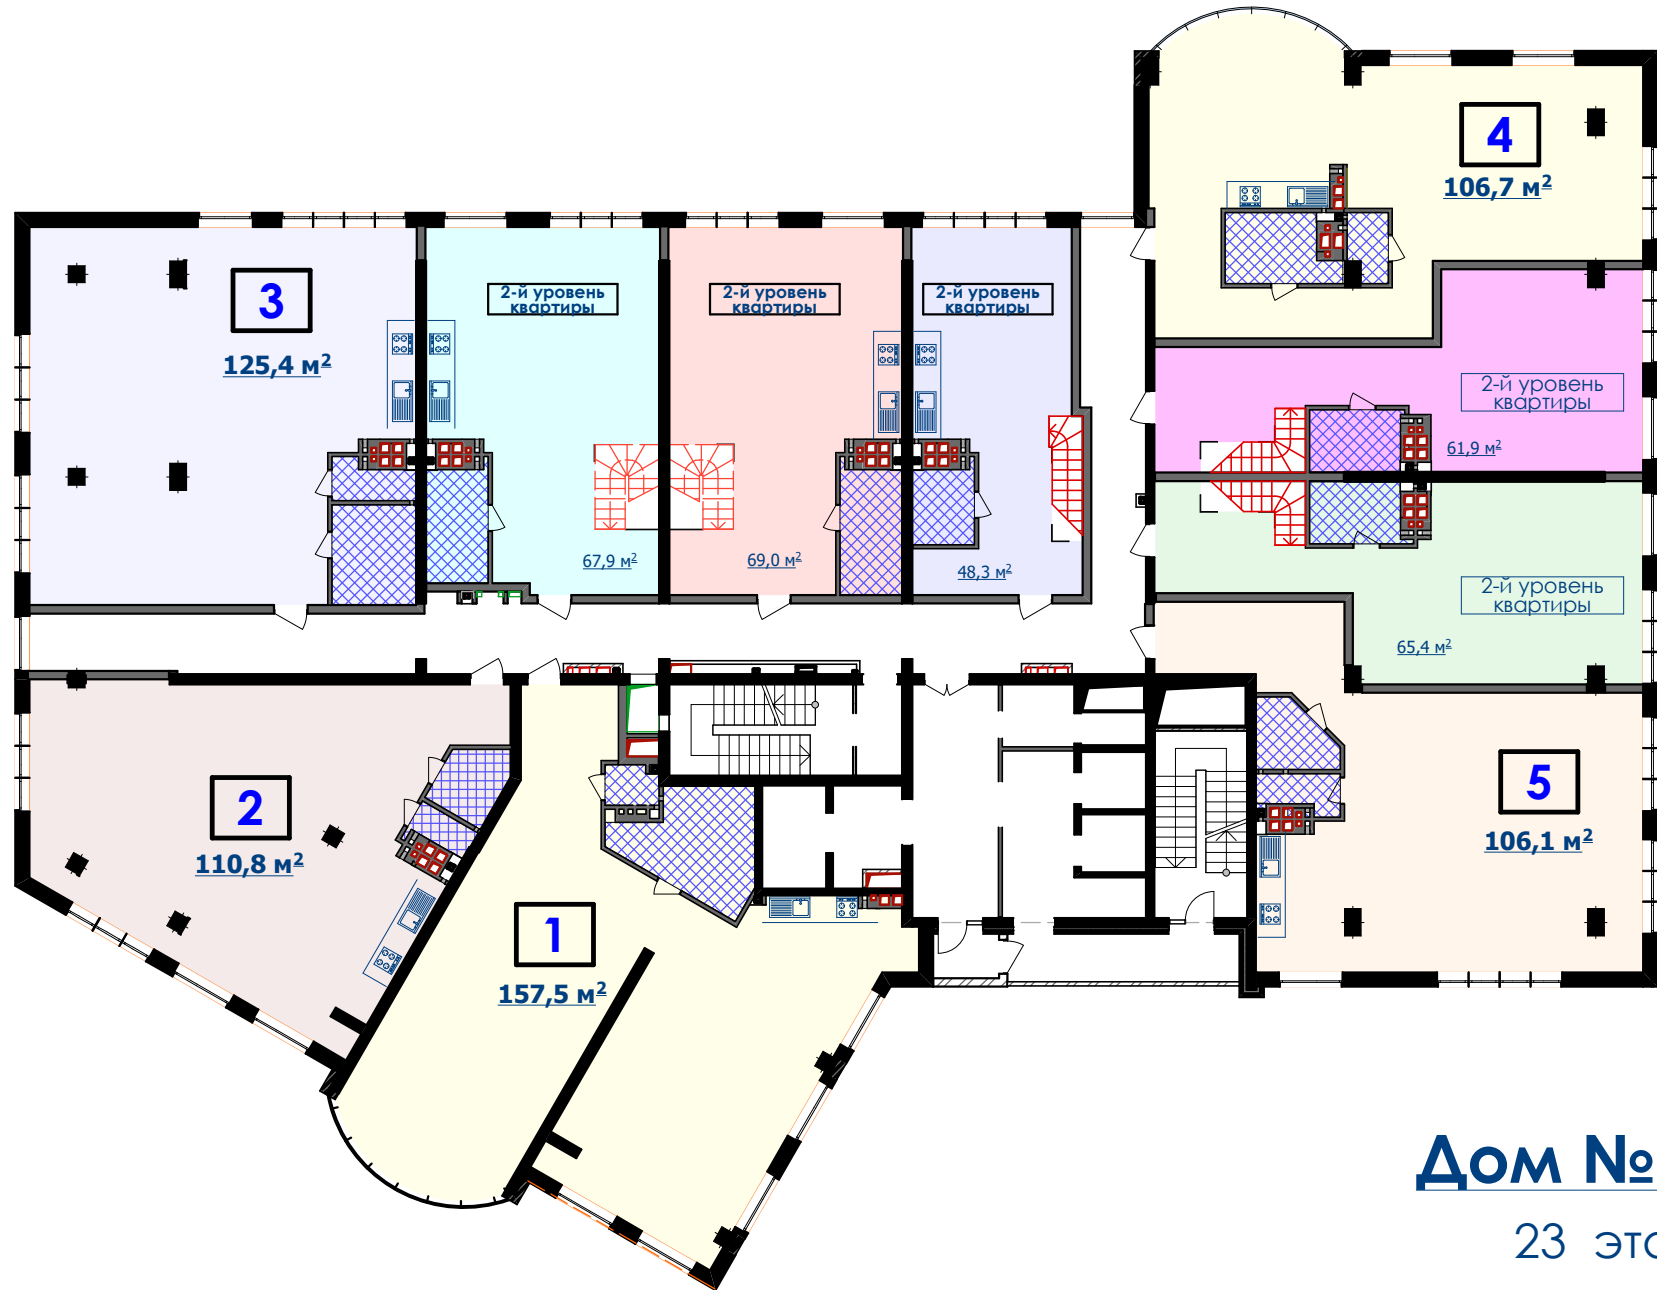 4
106,7 м²
3
125,4 м²
2-й уровень
квартиры
2-й уровень
квартиры
2-й уровень
квартиры
2-й уровень
квартиры
61,9 м²
67,9 м²
69,0 м²
48,3 м²
2-й уровень
квартиры
65,4 м²
2
110,8 м²
5
106,1 м²
1
157,5 м²
Дом №
23